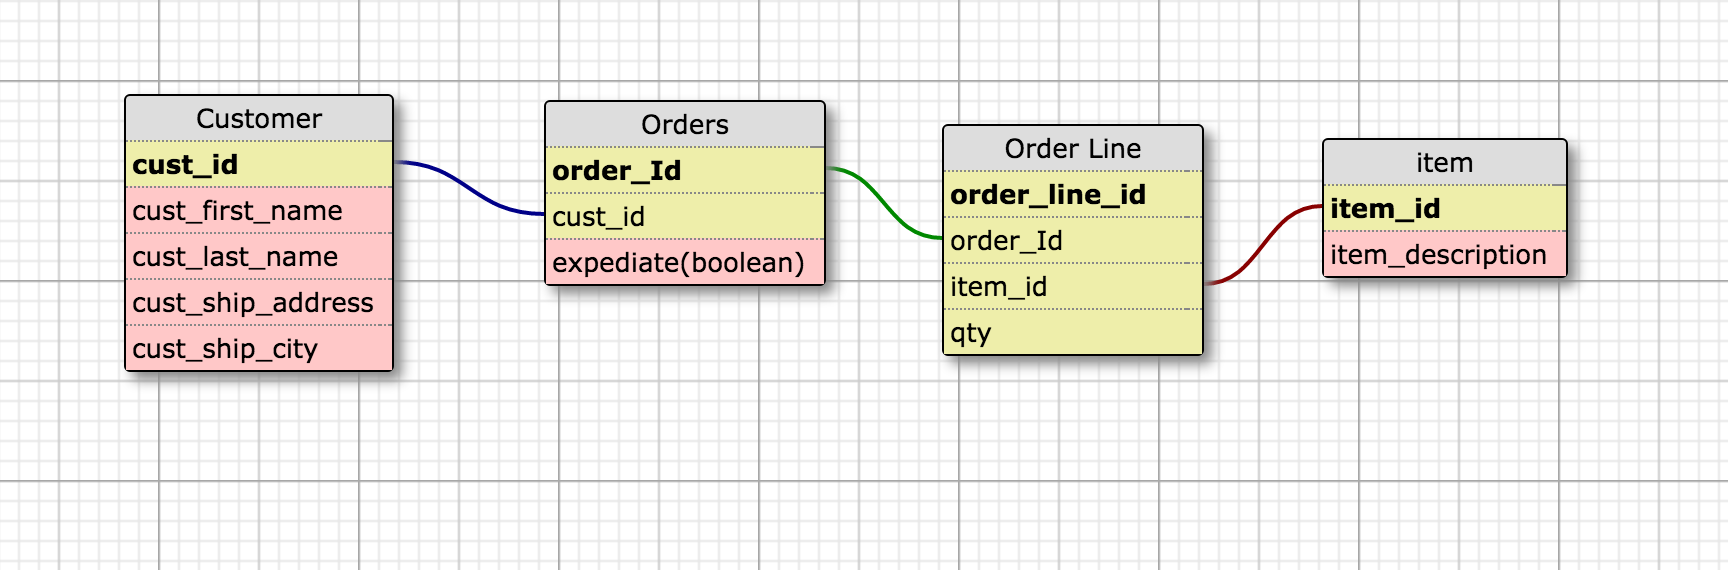 Customer
cust_id
cust_first_name
cust_last_name
cust_ship_address
cust_ship_city
Orders
order_Id
cust_id
expediate(boolean)
Order Line
order_line_id
order_Id
item_id
qty
item
item_id
item_description